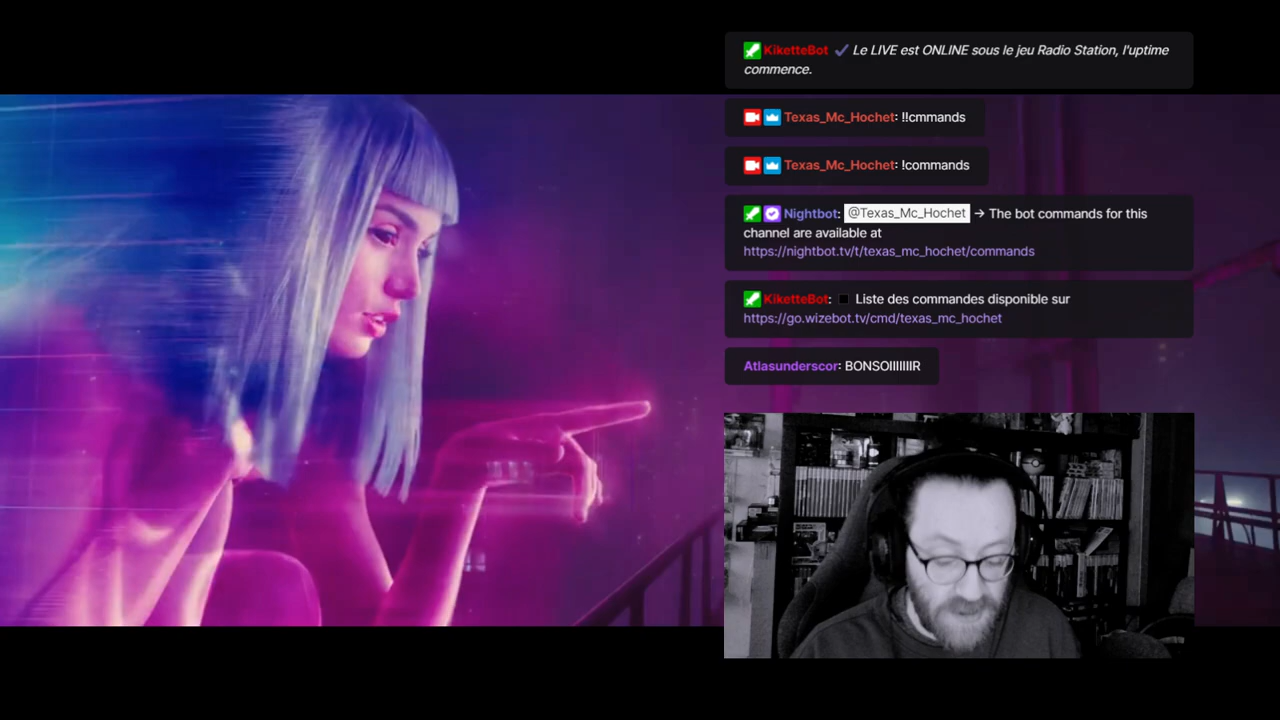 KiketteBot ✓ Le LIVE est ONLINE sous le jeu Radio Station, l'uptime
commence.
Texas_Mc_Hochet: !!cmmands
Texas_Mc_Hochet: !commands
Nightbot: @Texas_Mc_Hochet → The bot commands for this
channel are available at
https://nightbot.tv/t/texas_mc_hochet/commands
KiketteBot: ◼ Liste des commandes disponible sur
https://go.wizebot.tv/cmd/texas_mc_hochet
Atlasunderscor: BONSOIIIIIIIR